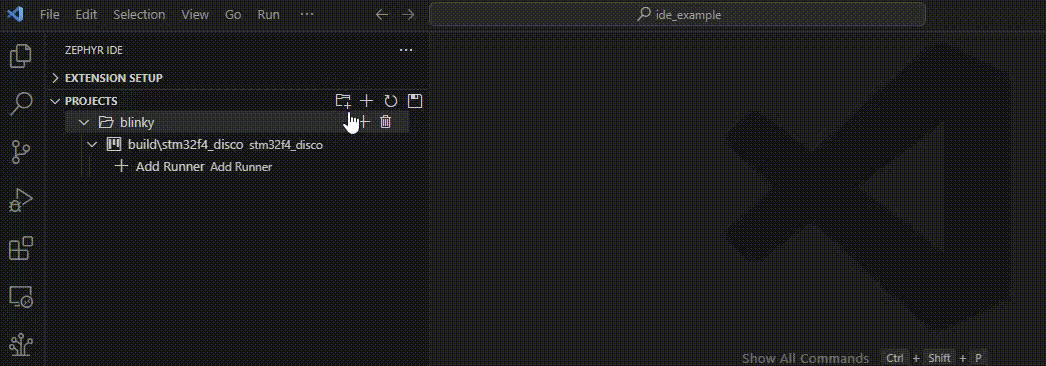 File Edit Selection View Go Run ··· ide_example
ZEPHYR IDE ···
EXTENSION SETUP
PROJECTS
blinky
build\stm32f4_disco stm32f4_disco
Add Runner Add Runner
Show All Commands Ctrl + Shift + P